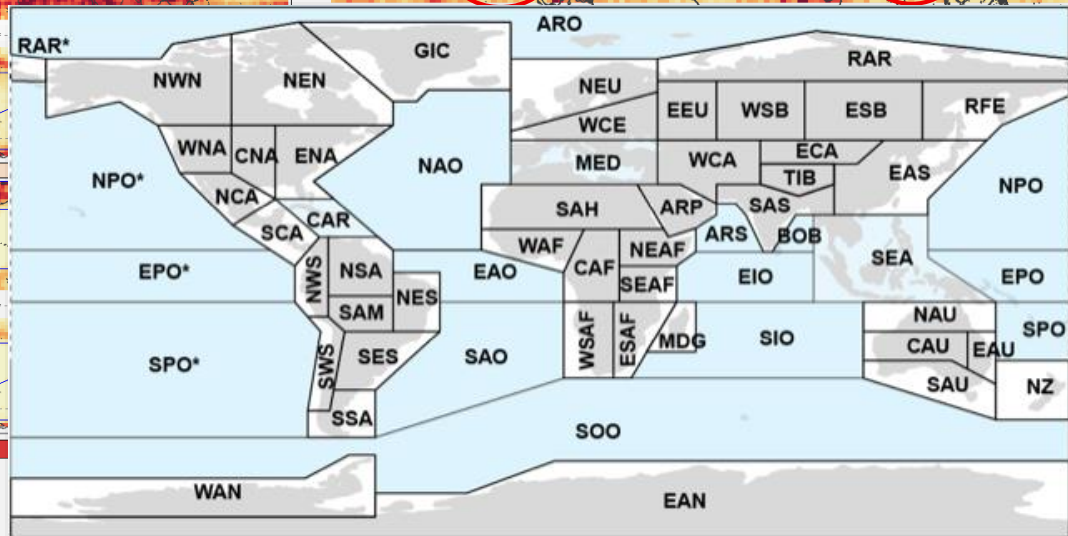 ARO
RAR*
GIC
RAR
NWN
NEN
NEU
EEU
WSB
ESB
RFE
WCE
WNA
CNA
ENA
NAO
MED
WCA
ECA
TIB
EAS
NPO*
NPO
NCA
SAH
ARP
SAS
CAR
SCA
WAF
NEAF
ARS
BOB
CAF
SEA
EPO*
NWS
NSA
EAO
SEAF
EIO
EPO
NES
SAM
NAU
SPO
SPO*
SWS
SES
SAO
WSAF
ESAF
MDG
SIO
CAU
EAU
SAU
NZ
SSA
SOO
WAN
EAN